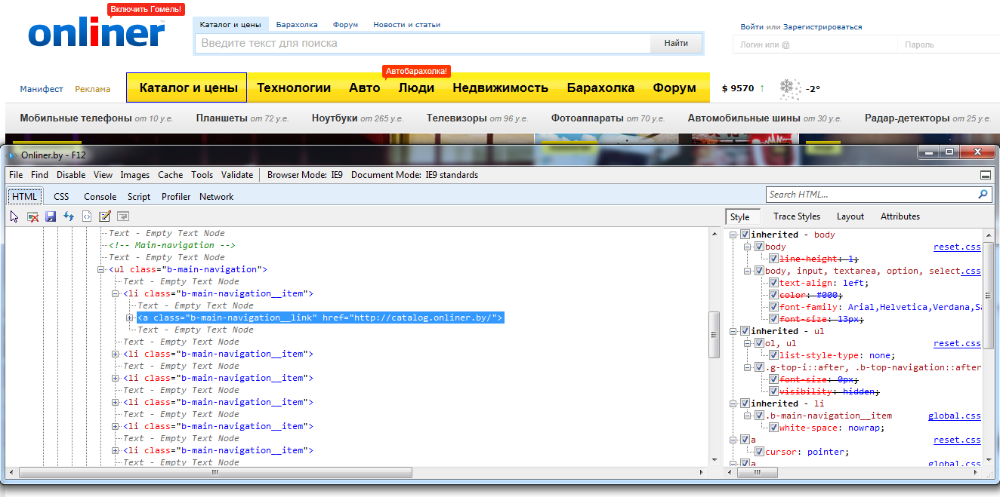 Включить Гомель!
onliner
Каталог и цены Барахолка Форум Новости и статьи
Войти или Зарегистрироваться
Введите текст для поиска Найти
Логин или @ Пароль
Автобарахолка!
Манифест Реклама Каталог и цены Технологии Авто Люди Недвижимость Барахолка Форум $ 9570 ↑ -2°
Мобильные телефоны от 10 у.е. Планшеты от 72 у.е. Ноутбуки от 265 у.е. Телевизоры от 96 у.е. Фотоаппараты от 70 у.е. Автомобильные шины от 30 у.е. Радар-детекторы от 25 у.е.
Onliner.by - F12
File Find Disable View Images Cache Tools Validate Browser Mode: IE9 Document Mode: IE9 standards
HTML CSS Console Script Profiler Network Search HTML...
Style Trace Styles Layout Attributes
Text - Empty Text Node
<!-- Main-navigation -->
Text - Empty Text Node
<ul class="b-main-navigation">
Text - Empty Text Node
<li class="b-main-navigation__item">
Text - Empty Text Node
<a class="b-main-navigation__link" href="http://catalog.onliner.by/">
Text - Empty Text Node
Text - Empty Text Node
<li class="b-main-navigation__item">
Text - Empty Text Node
<li class="b-main-navigation__item">
Text - Empty Text Node
<li class="b-main-navigation__item">
Text - Empty Text Node
<li class="b-main-navigation__item">
Text - Empty Text Node
<li class="b-main-navigation__item">
Text - Empty Text Node
inherited - body
body reset.css
line-height: 1;
body, input, textarea, option, select .css
text-align: left;
color: #000;
font-family: Arial,Helvetica,Verdana,Sa
font-size: 13px;
inherited - ul
ol, ul reset.css
list-style-type: none;
.g-top-i::after, .b-top-navigation::after
font-size: 0px;
visibility: hidden;
inherited - li
.b-main-navigation__item global.css
white-space: nowrap;
a reset.css
cursor: pointer;
a global.css